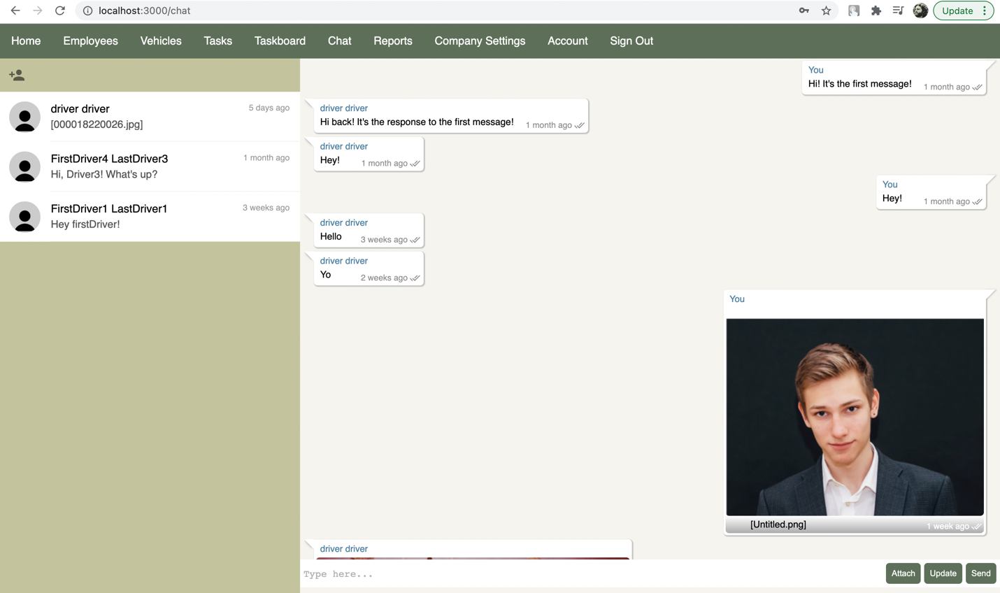 localhost:3000/chat
Update
Home Employees Vehicles Tasks Taskboard Chat Reports Company Settings Account Sign Out
driver driver 5 days ago
[000018220026.jpg]
FirstDriver4 LastDriver3 1 month ago
Hi, Driver3! What's up?
FirstDriver1 LastDriver1 3 weeks ago
Hey firstDriver!
You
Hi! It's the first message! 1 month ago
driver driver
Hi back! It's the response to the first message! 1 month ago
driver driver
Hey! 1 month ago
You
Hey! 1 month ago
driver driver
Hello 3 weeks ago
driver driver
Yo 2 weeks ago
You
[Untitled.png] 1 week ago
driver driver
Type here...
Attach Update Send